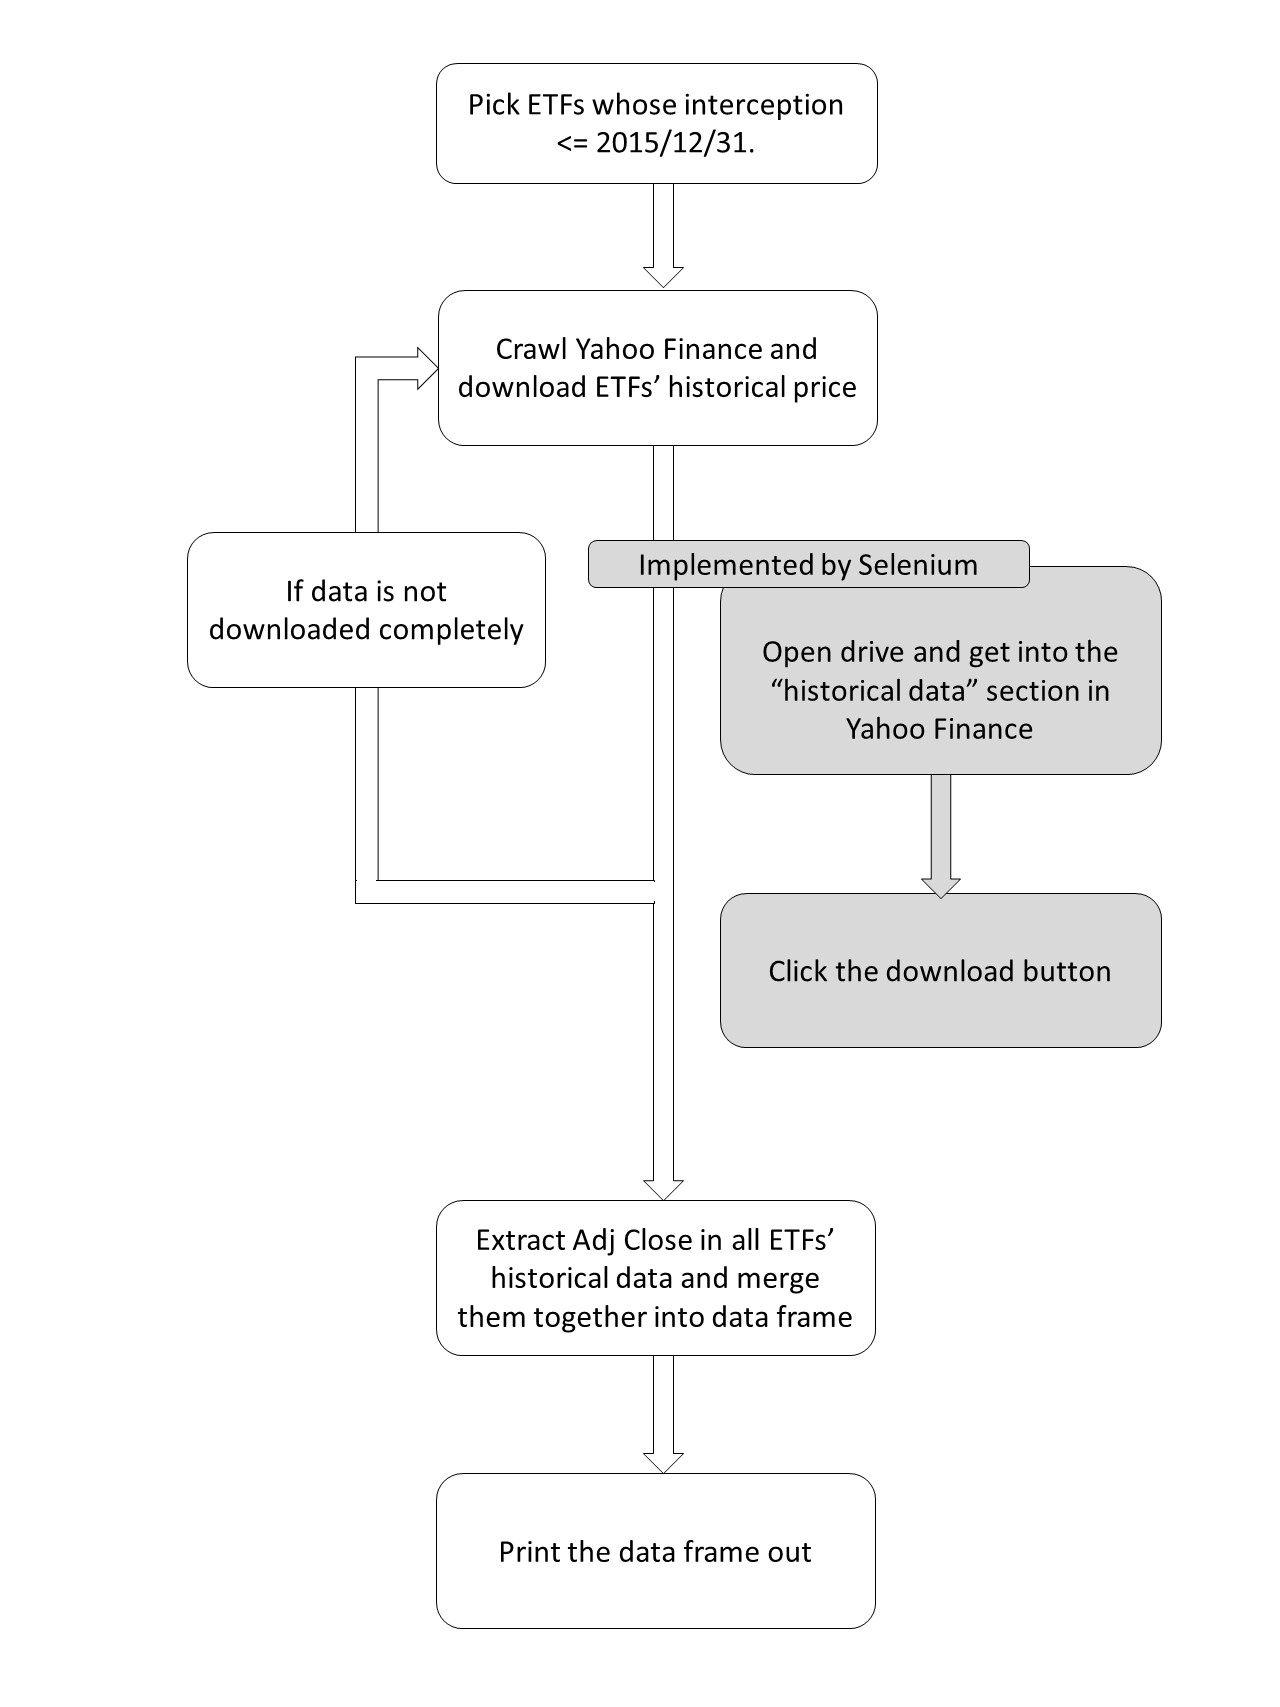 Pick ETFs whose interception
<= 2015/12/31.
Crawl Yahoo Finance and
download ETFs’ historical price
If data is not
downloaded completely
Implemented by Selenium
Open drive and get into the
“historical data” section in
Yahoo Finance
Click the download button
Extract Adj Close in all ETFs’
historical data and merge
them together into data frame
Print the data frame out